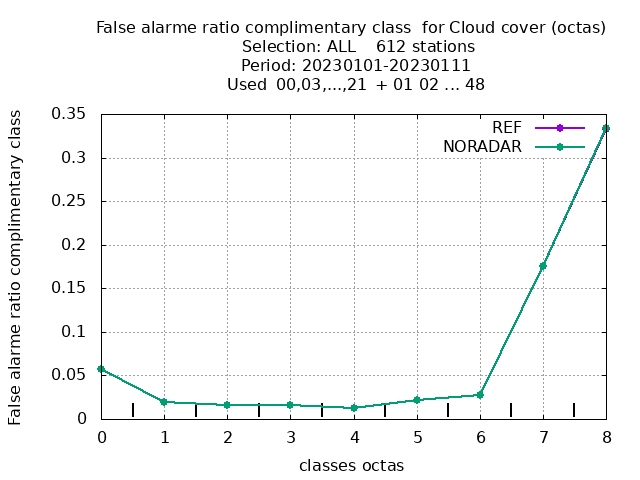 False alarme ratio complimentary class  for Cloud cover (octas)
Selection: ALL    612 stations
Period: 20230101-20230111
Used  00,03,...,21  + 01 02 ... 48
False alarme ratio complimentary class
0.35
0.3
0.25
0.2
0.15
0.1
0.05
0
REF
NORADAR
0 1 2 3 4 5 6 7 8
classes octas